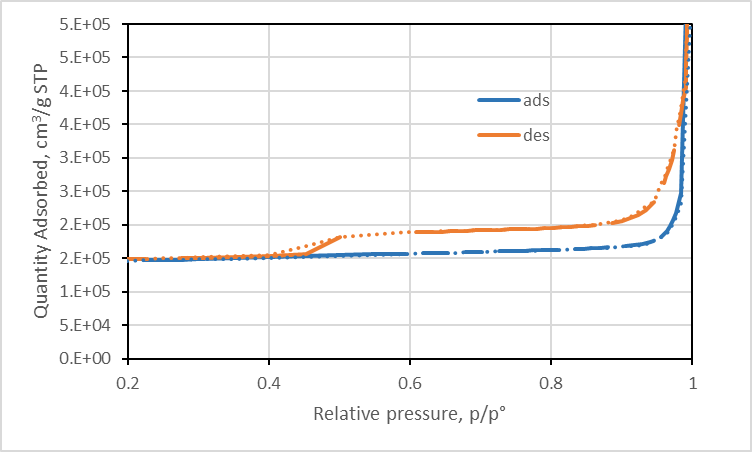 5.E+05
5.E+05
4.E+05
4.E+05
3.E+05
3.E+05
2.E+05
2.E+05
1.E+05
5.E+04
0.E+00
Quantity Adsorbed, cm³/g STP
ads
des
0.2 0.4 0.6 0.8 1
Relative pressure, p/p°